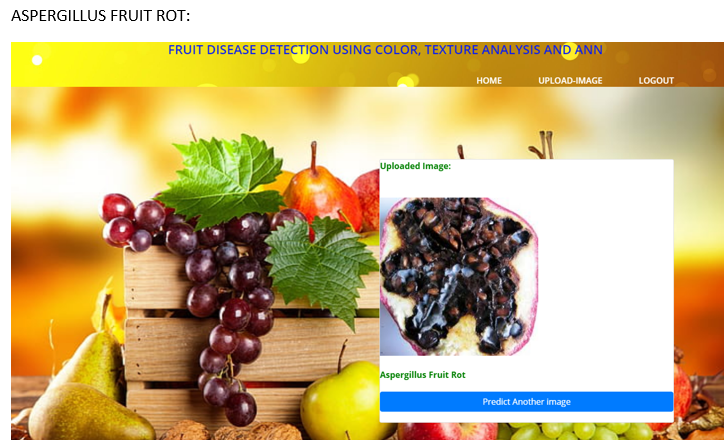 ASPERGILLUS FRUIT ROT:
FRUIT DISEASE DETECTION USING COLOR, TEXTURE ANALYSIS AND ANN
HOME UPLOAD-IMAGE LOGOUT
Uploaded Image:
Aspergillus Fruit Rot
Predict Another image